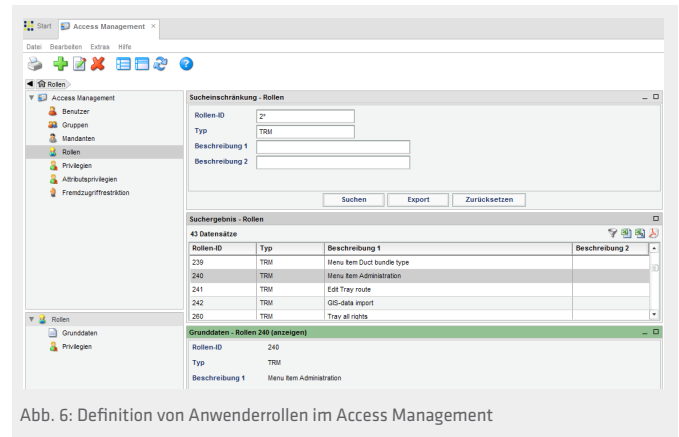 Start Access Management ×
Datei Bearbeiten Extras Hilfe
Rollen
Access Management
Benutzer
Gruppen
Mandanten
Rollen
Privilegien
Attributsprivilegien
Fremdzugriffrestriktion
Sucheinschränkung - Rollen
Rollen-ID 2*
Typ TRM
Beschreibung 1
Beschreibung 2
Suchen Export Zurücksetzen
Suchergebnis - Rollen
43 Datensätze
Rollen-ID Typ Beschreibung 1 Beschreibung 2
239 TRM Menu Item Duct bundle type
240 TRM Menu Item Administration
241 TRM Edit Tray route
242 TRM GIS-data import
260 TRM Tray all rights
Rollen
Grunddaten
Privilegien
Grunddaten - Rollen 240 (anzeigen)
Rollen-ID 240
Typ TRM
Beschreibung 1 Menu Item Administration
Abb. 6: Definition von Anwenderrollen im Access Management